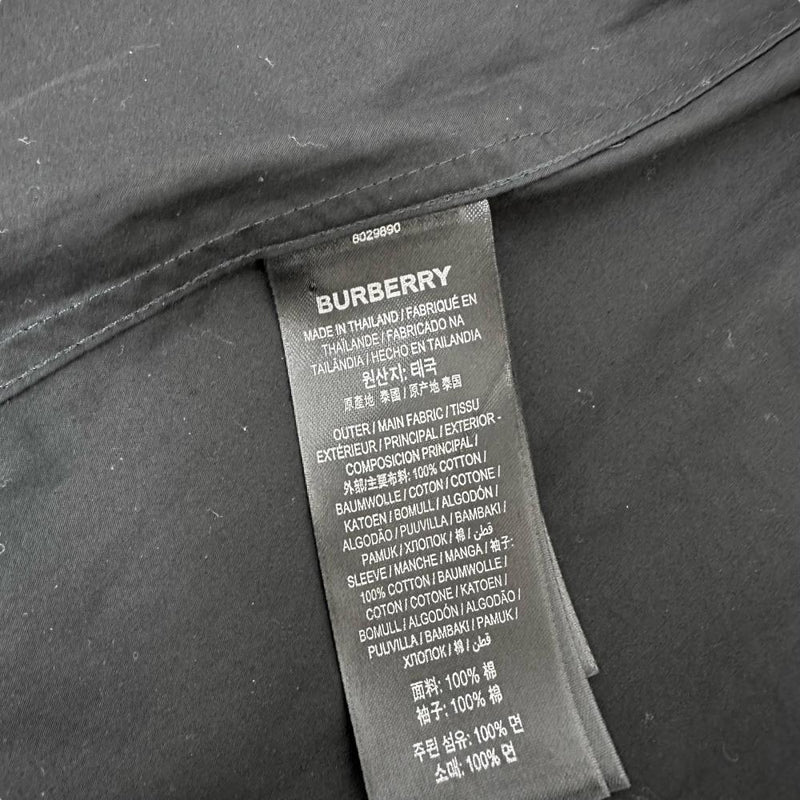 8029890
BURBERRY
MADE IN THAILAND / FABRIQUÉ EN
THAÏLANDE / FABRICADO NA
TAILÂNDIA / HECHO EN TAILANDIA
원산지: 태국
原產地: 泰國 / 原产地: 泰国
OUTER / MAIN FABRIC / TISSU
EXTÉRIEUR / PRINCIPAL / EXTERIOR -
COMPOSICION PRINCIPAL /
外部/主要布料: 100% COTTON /
BAUMWOLLE / COTON / COTONE /
KATOEN / BOMULL / ALGODÓN /
ALGODÃO / PUUVILLA / BAMBAKI /
PAMUK / ХЛОПОК / 棉 / قطن /
SLEEVE / MANCHE / MANGA / 袖子:
100% COTTON / BAUMWOLLE /
COTON / COTONE / KATOEN /
BOMULL / ALGODÓN / ALGODÃO /
PUUVILLA / BAMBAKI / PAMUK /
ХЛОПОК / 棉 / قطن /
面料: 100% 棉
袖子: 100% 棉
주된 섬유: 100% 면
소매: 100% 면